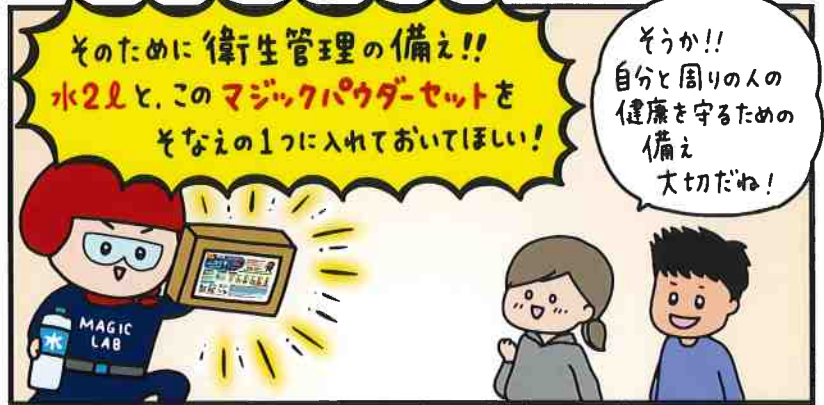 そのために衛生管理の備え!!
水2ℓと、このマジックパウダーセットを
そなえの1つに入れておいてほしい!
そうか!!
自分と周りの人の
健康を守るための
備え
大切だね!
MAGIC
LAB
水